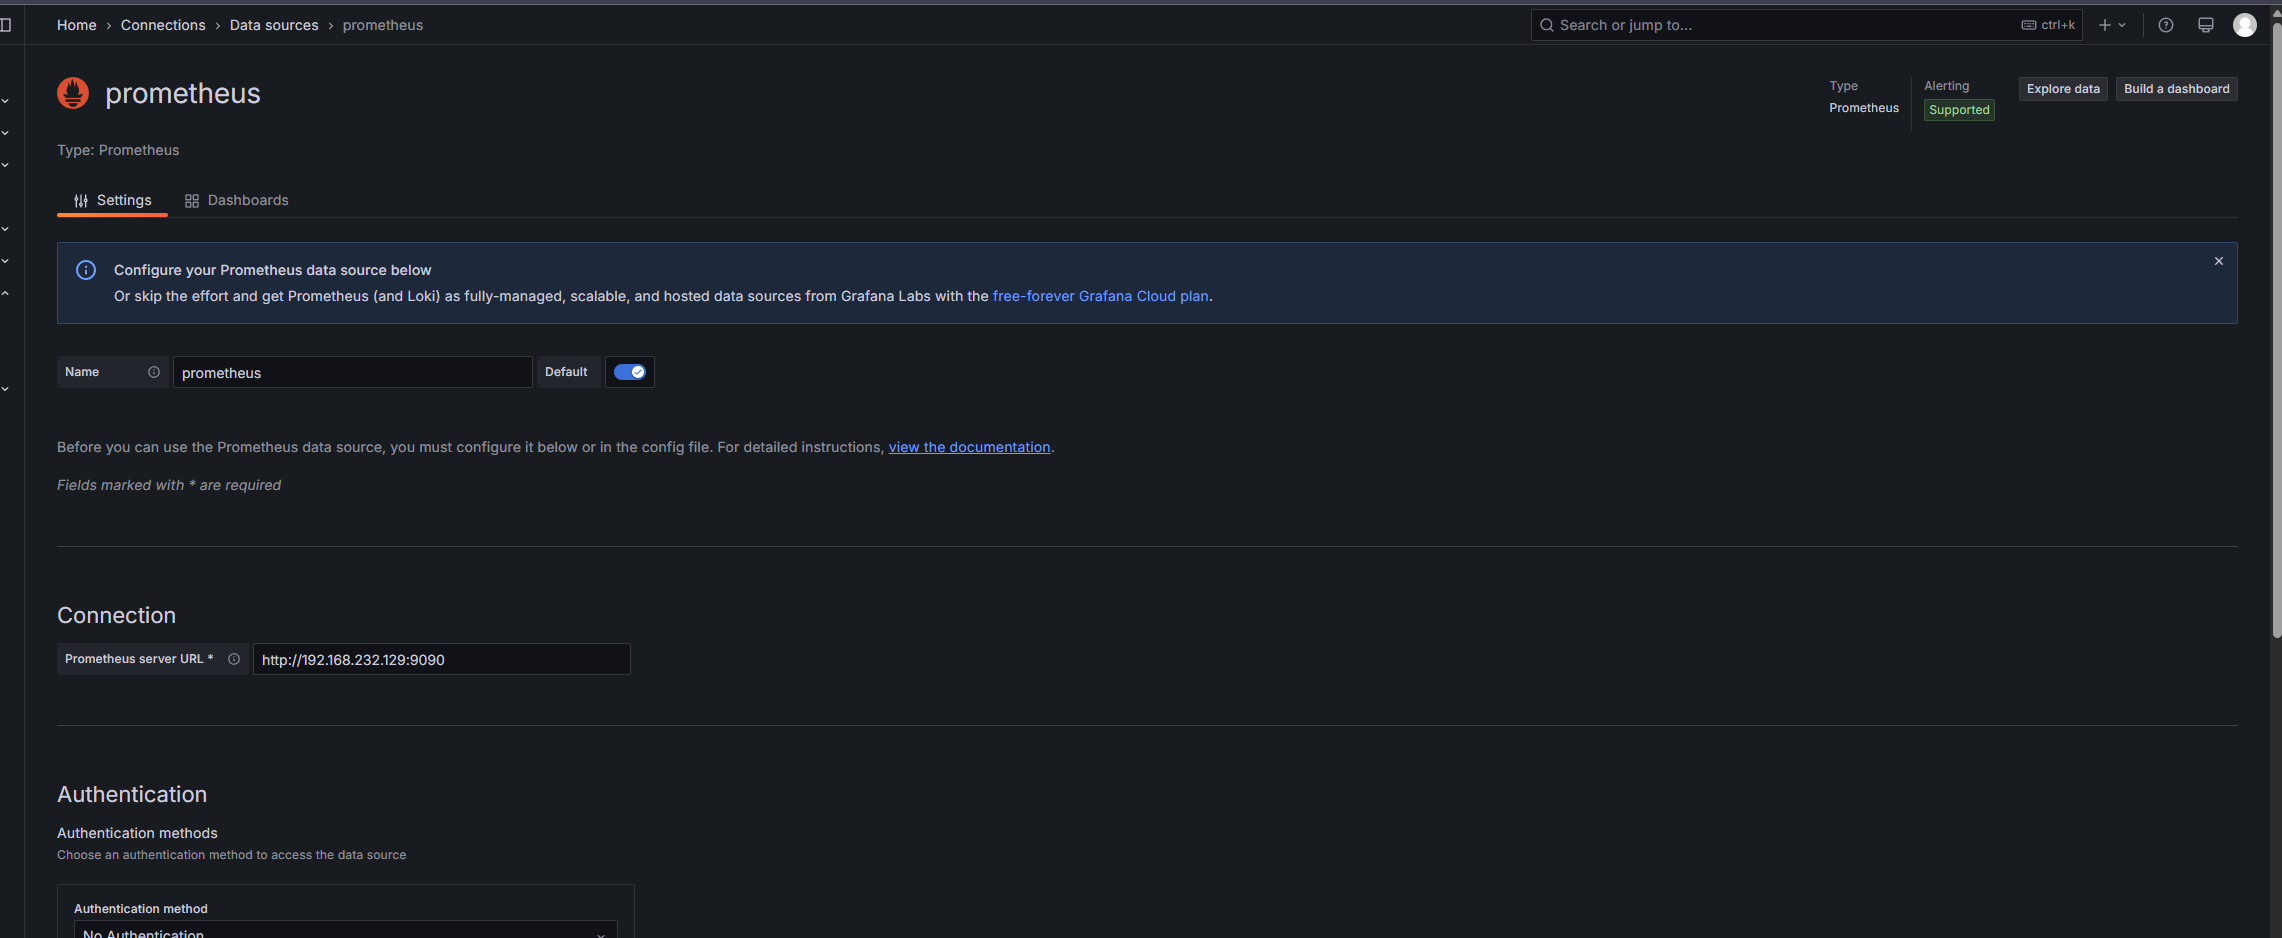 Home › Connections › Data sources › prometheus
Search or jump to...
ctrl+k
prometheus
Type
Prometheus
Alerting
Supported
Explore data
Build a dashboard
Type: Prometheus
Settings
Dashboards
Configure your Prometheus data source below
Or skip the effort and get Prometheus (and Loki) as fully-managed, scalable, and hosted data sources from Grafana Labs with the free-forever Grafana Cloud plan.
Name
prometheus
Default
Before you can use the Prometheus data source, you must configure it below or in the config file. For detailed instructions, view the documentation.
Fields marked with * are required
Connection
Prometheus server URL *
http://192.168.232.129:9090
Authentication
Authentication methods
Choose an authentication method to access the data source
Authentication method
No Authentication